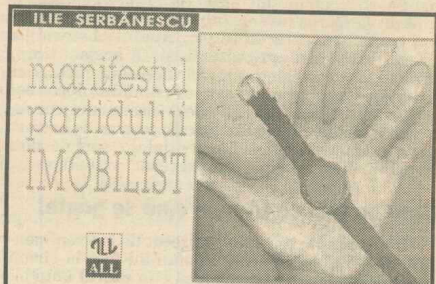 ILIE ŞERBĂNESCU
manifestul
partidului
IMOBILIST
ALL